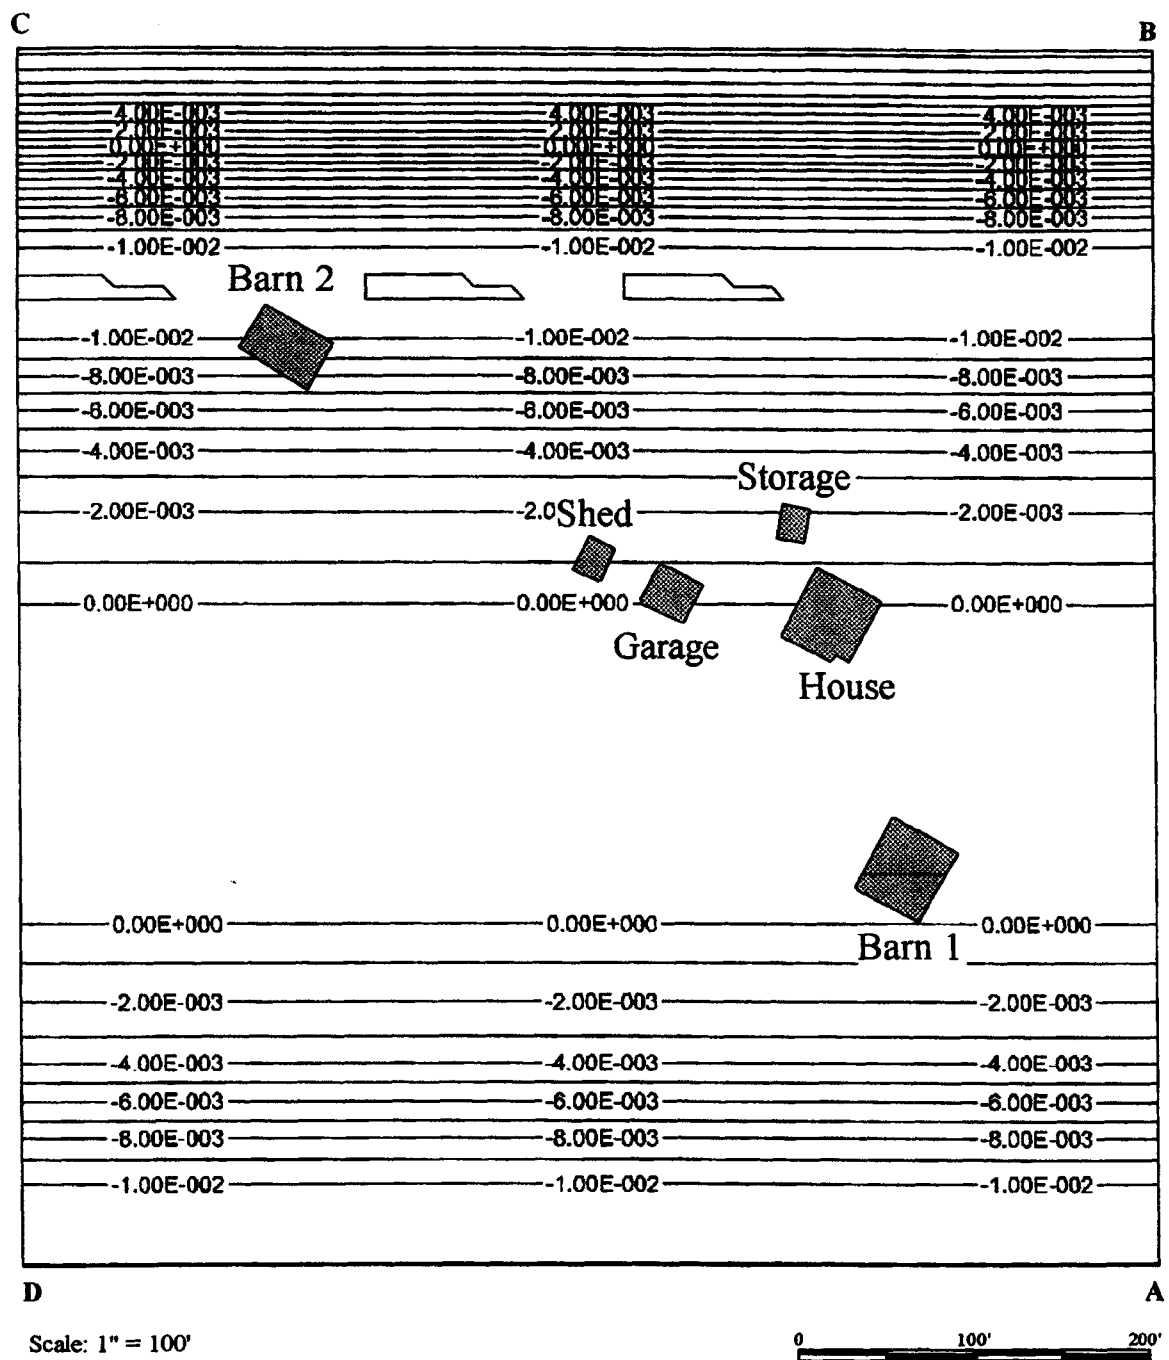 C B
4.00E-003 4.00E-003 4.00E-003
2.00E-003 2.00E-003 2.00E-003
0.00E+000 0.00E+000 0.00E+000
-2.00E-003 -2.00E-003 -2.00E-003
-4.00E-003 -4.00E-003 -4.00E-003
-6.00E-003 -6.00E-003 -6.00E-003
-8.00E-003 -8.00E-003 -8.00E-003
-1.00E-002 -1.00E-002 -1.00E-002
Barn 2
-1.00E-002 -1.00E-002 -1.00E-002
-8.00E-003 -8.00E-003 -8.00E-003
-6.00E-003 -6.00E-003 -6.00E-003
-4.00E-003 -4.00E-003 -4.00E-003
Storage
-2.00E-003 -2.0 Shed -2.00E-003
0.00E+000 0.00E+000 0.00E+000
Garage
House
0.00E+000 0.00E+000 0.00E+000
Barn 1
-2.00E-003 -2.00E-003 -2.00E-003
-4.00E-003 -4.00E-003 -4.00E-003
-6.00E-003 -6.00E-003 -6.00E-003
-8.00E-003 -8.00E-003 -8.00E-003
-1.00E-002 -1.00E-002 -1.00E-002
D A
Scale: 1" = 100' 0 100' 200'